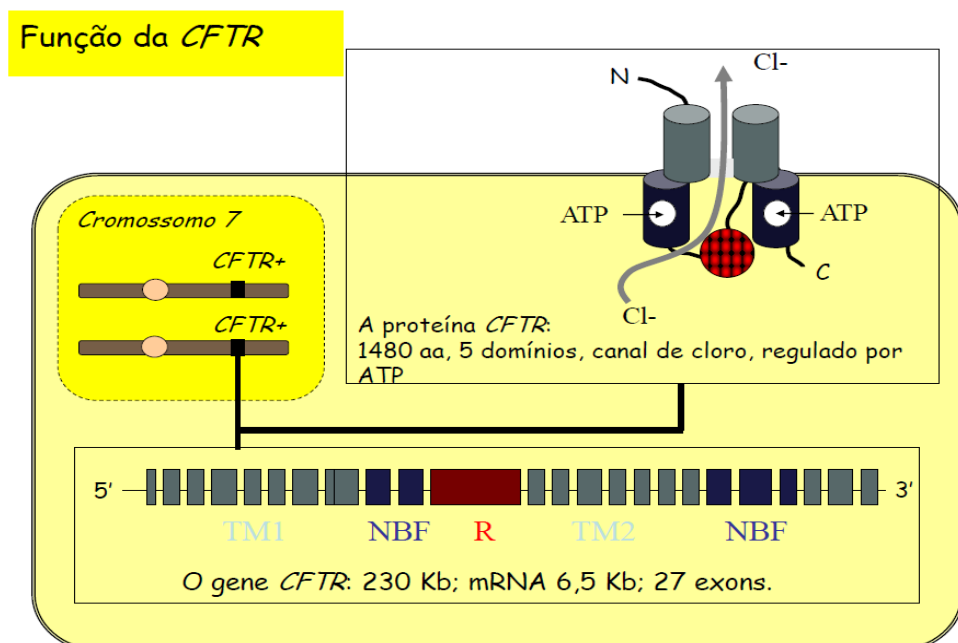 Função da CFTR
Cl-
N
ATP
ATP
C
Cl-
A proteína CFTR:
1480 aa, 5 domínios, canal de cloro, regulado por
ATP
Cromossomo 7
CFTR+
CFTR+
5'
3'
TM1 NBF R TM2 NBF
O gene CFTR: 230 Kb; mRNA 6,5 Kb; 27 exons.